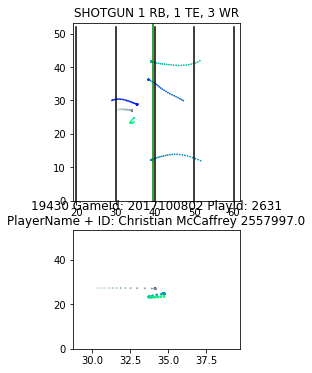 SHOTGUN 1 RB, 1 TE, 3 WR
50
40
30
20
10
0
20 30 40 50 60
19430 GameId: 2017100802 PlayId: 2631
PlayerName + ID: Christian McCaffrey 2557997.0
40
20
0
30.0 32.5 35.0 37.5